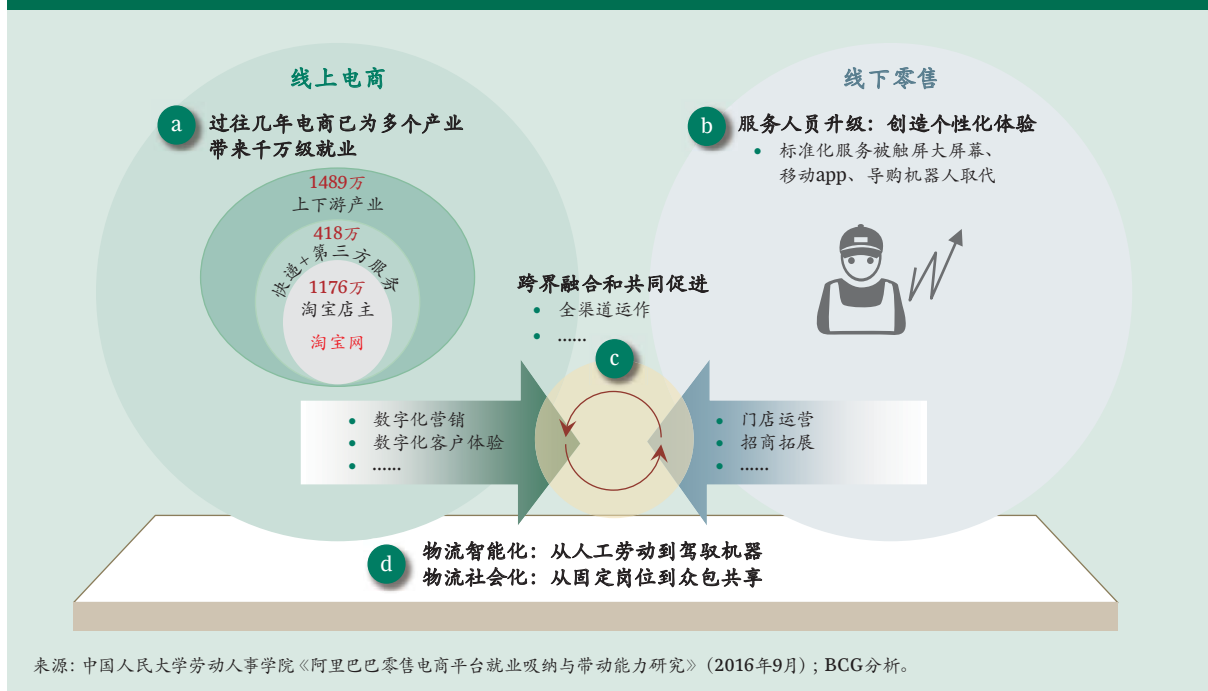 线上电商
a
过往几年电商已为多个产业
带来千万级就业
1489万
上下游产业
418万
快递+第三方服务
1176万
淘宝店主
淘宝网
线下零售
b
服务人员升级：创造个性化体验
• 标准化服务被触屏大屏幕、
移动app、导购机器人取代
跨界融合和共同促进
• 全渠道运作
• ......
c
• 数字化营销
• 数字化客户体验
• ......
• 门店运营
• 招商拓展
• ......
d
物流智能化：从人工劳动到驾驭机器
物流社会化：从固定岗位到众包共享
来源：中国人民大学劳动人事学院《阿里巴巴零售电商平台就业吸纳与带动能力研究》（2016年9月）；BCG分析。